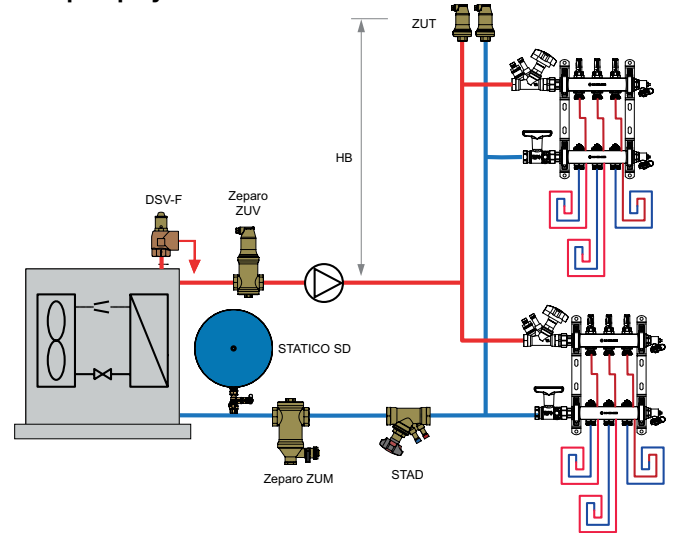 ZUT
HB
DSV-F
Zeparo
ZUV
STATICO SD
Zeparo ZUM
STAD